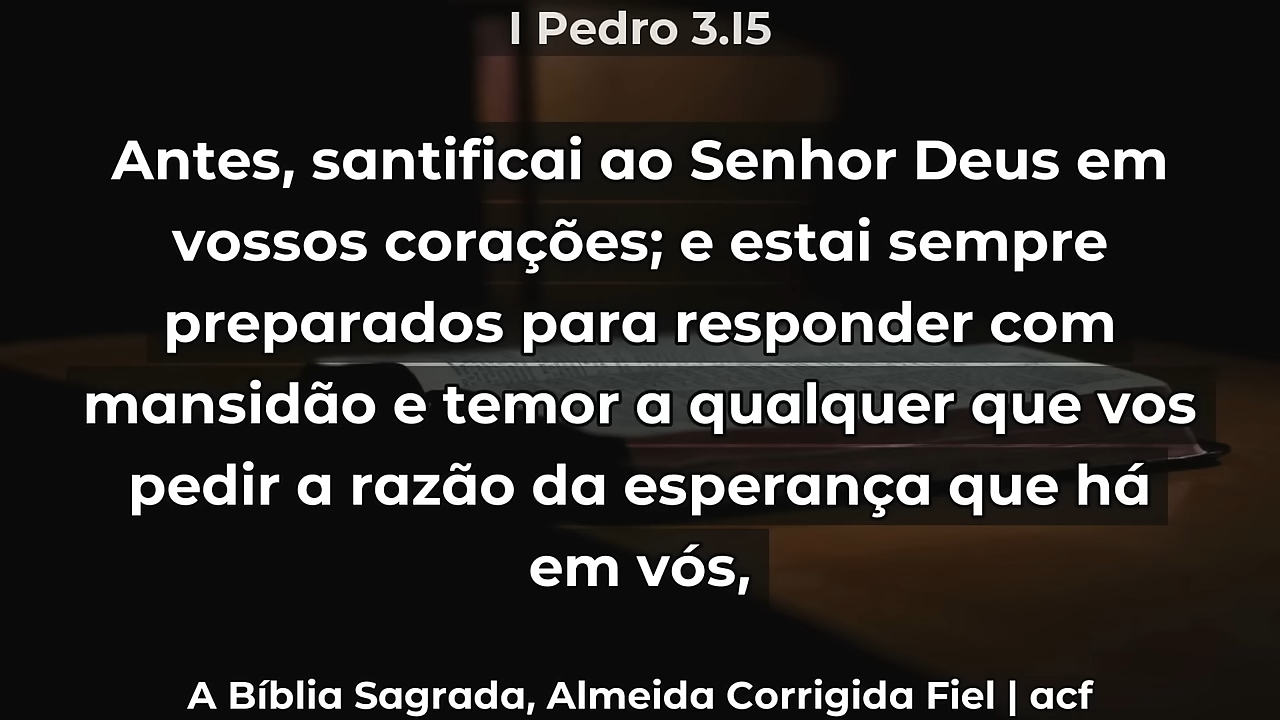 I Pedro 3.15
Antes, santificai ao Senhor Deus em
vossos corações; e estai sempre
preparados para responder com
mansidão e temor a qualquer que vos
pedir a razão da esperança que há
em vós,
A Bíblia Sagrada, Almeida Corrigida Fiel | acf